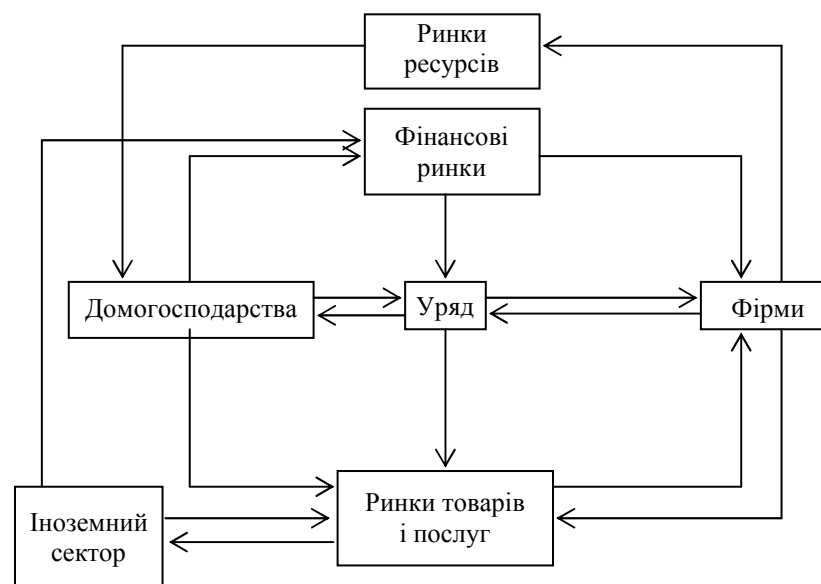 Ринки
ресурсів
Фінансові
ринки
Домогосподарства
Уряд
Фірми
Іноземний
сектор
Ринки товарів
і послуг